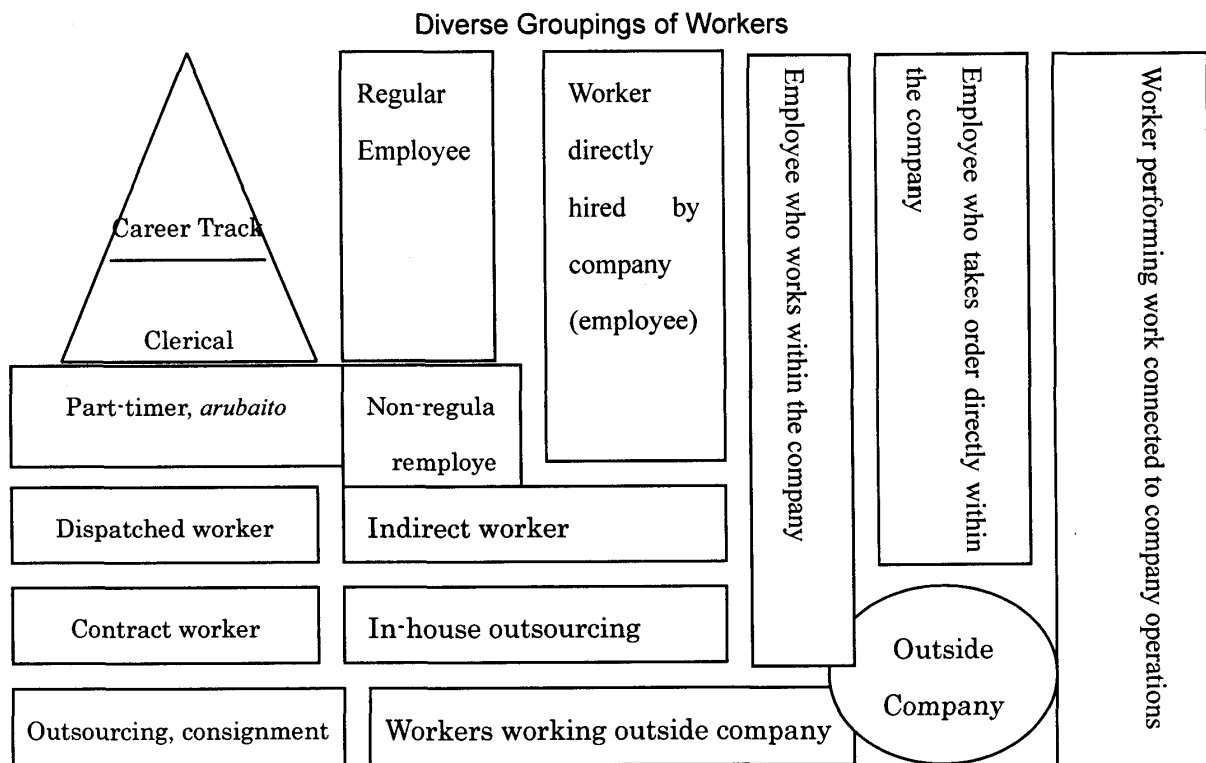 Diverse Groupings of Workers
Career Track
Clerical
Regular
Employee
Worker
directly
hired by
company
(employee)
Employee who works within the company
Employee who takes order directly within
the company
Worker performing work connected to company operations
Part-timer, arubaito
Non-regula
remploye
Dispatched worker
Indirect worker
Contract worker
In-house outsourcing
Outside
Company
Outsourcing, consignment
Workers working outside company